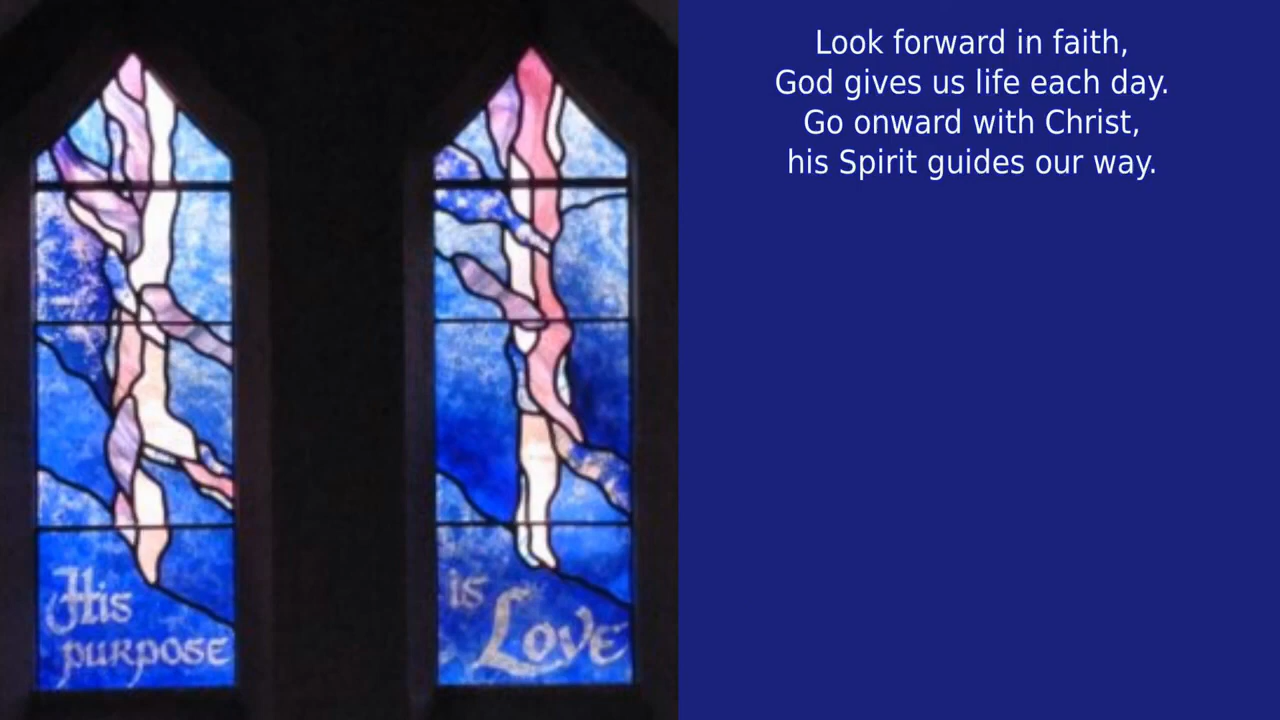 His
purpose
is
Love
Look forward in faith,
God gives us life each day.
Go onward with Christ,
his Spirit guides our way.